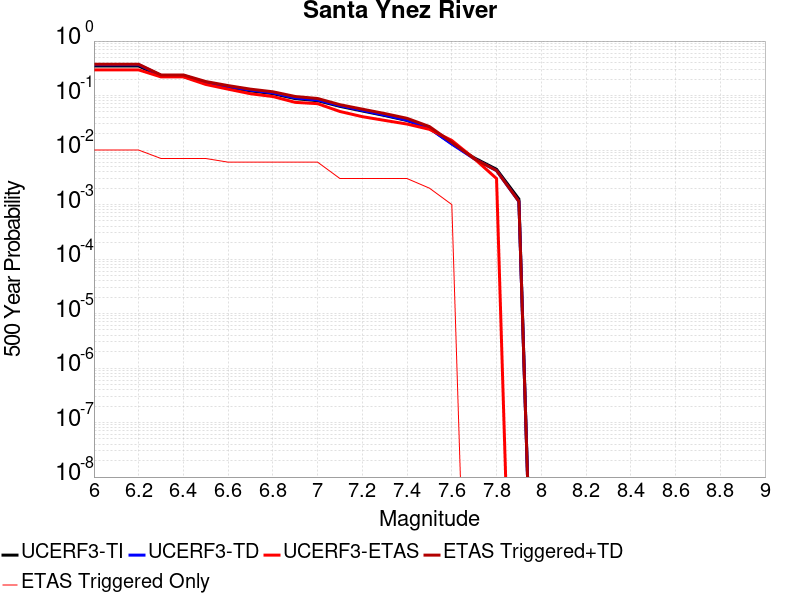 Santa Ynez River
10 0
10 -1
10 -2
10 -3
10 -4
10 -5
10 -6
10 -7
10 -8
500 Year Probability
6 6.2 6.4 6.6 6.8 7 7.2 7.4 7.6 7.8 8 8.2 8.4 8.6 8.8 9
Magnitude
UCERF3-TI UCERF3-TD UCERF3-ETAS ETAS Triggered+TD
ETAS Triggered Only